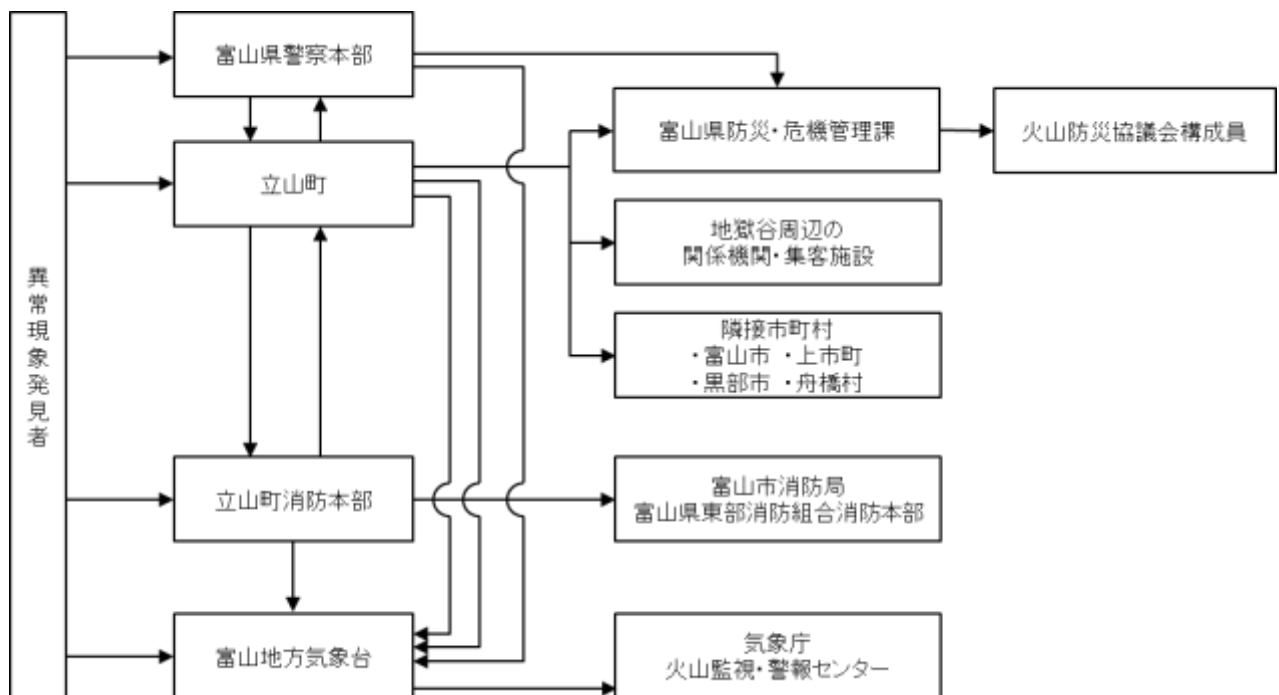 異常現象発見者
富山県警察本部
立山町
立山町消防本部
富山地方気象台
富山県防災・危機管理課
火山防災協議会構成員
地獄谷周辺の
関係機関・集客施設
隣接市町村
・富山市 ・上市町
・黒部市 ・舟橋村
富山市消防局
富山県東部消防組合消防本部
気象庁
火山監視・警報センター